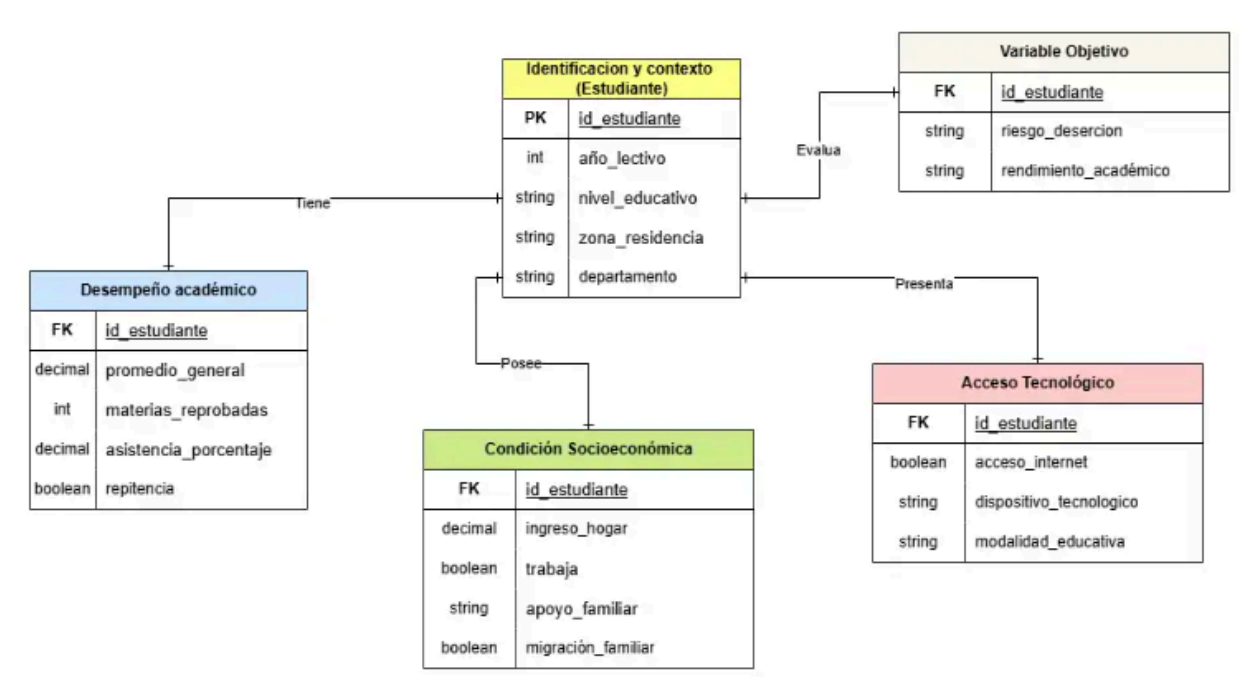 Variable Objetivo
FK id_estudiante
string riesgo_desercion
string rendimiento_académico
Identificacion y contexto
(Estudiante)
PK id_estudiante
int año_lectivo
string nivel_educativo
string zona_residencia
string departamento
Evalua
Tiene
Presenta
Posee
Desempeño académico
FK id_estudiante
decimal promedio_general
int materias_reprobadas
decimal asistencia_porcentaje
boolean repitencia
Condición Socioeconómica
FK id_estudiante
decimal ingreso_hogar
boolean trabaja
string apoyo_familiar
boolean migración_familiar
Acceso Tecnológico
FK id_estudiante
boolean acceso_internet
string dispositivo_tecnologico
string modalidad_educativa